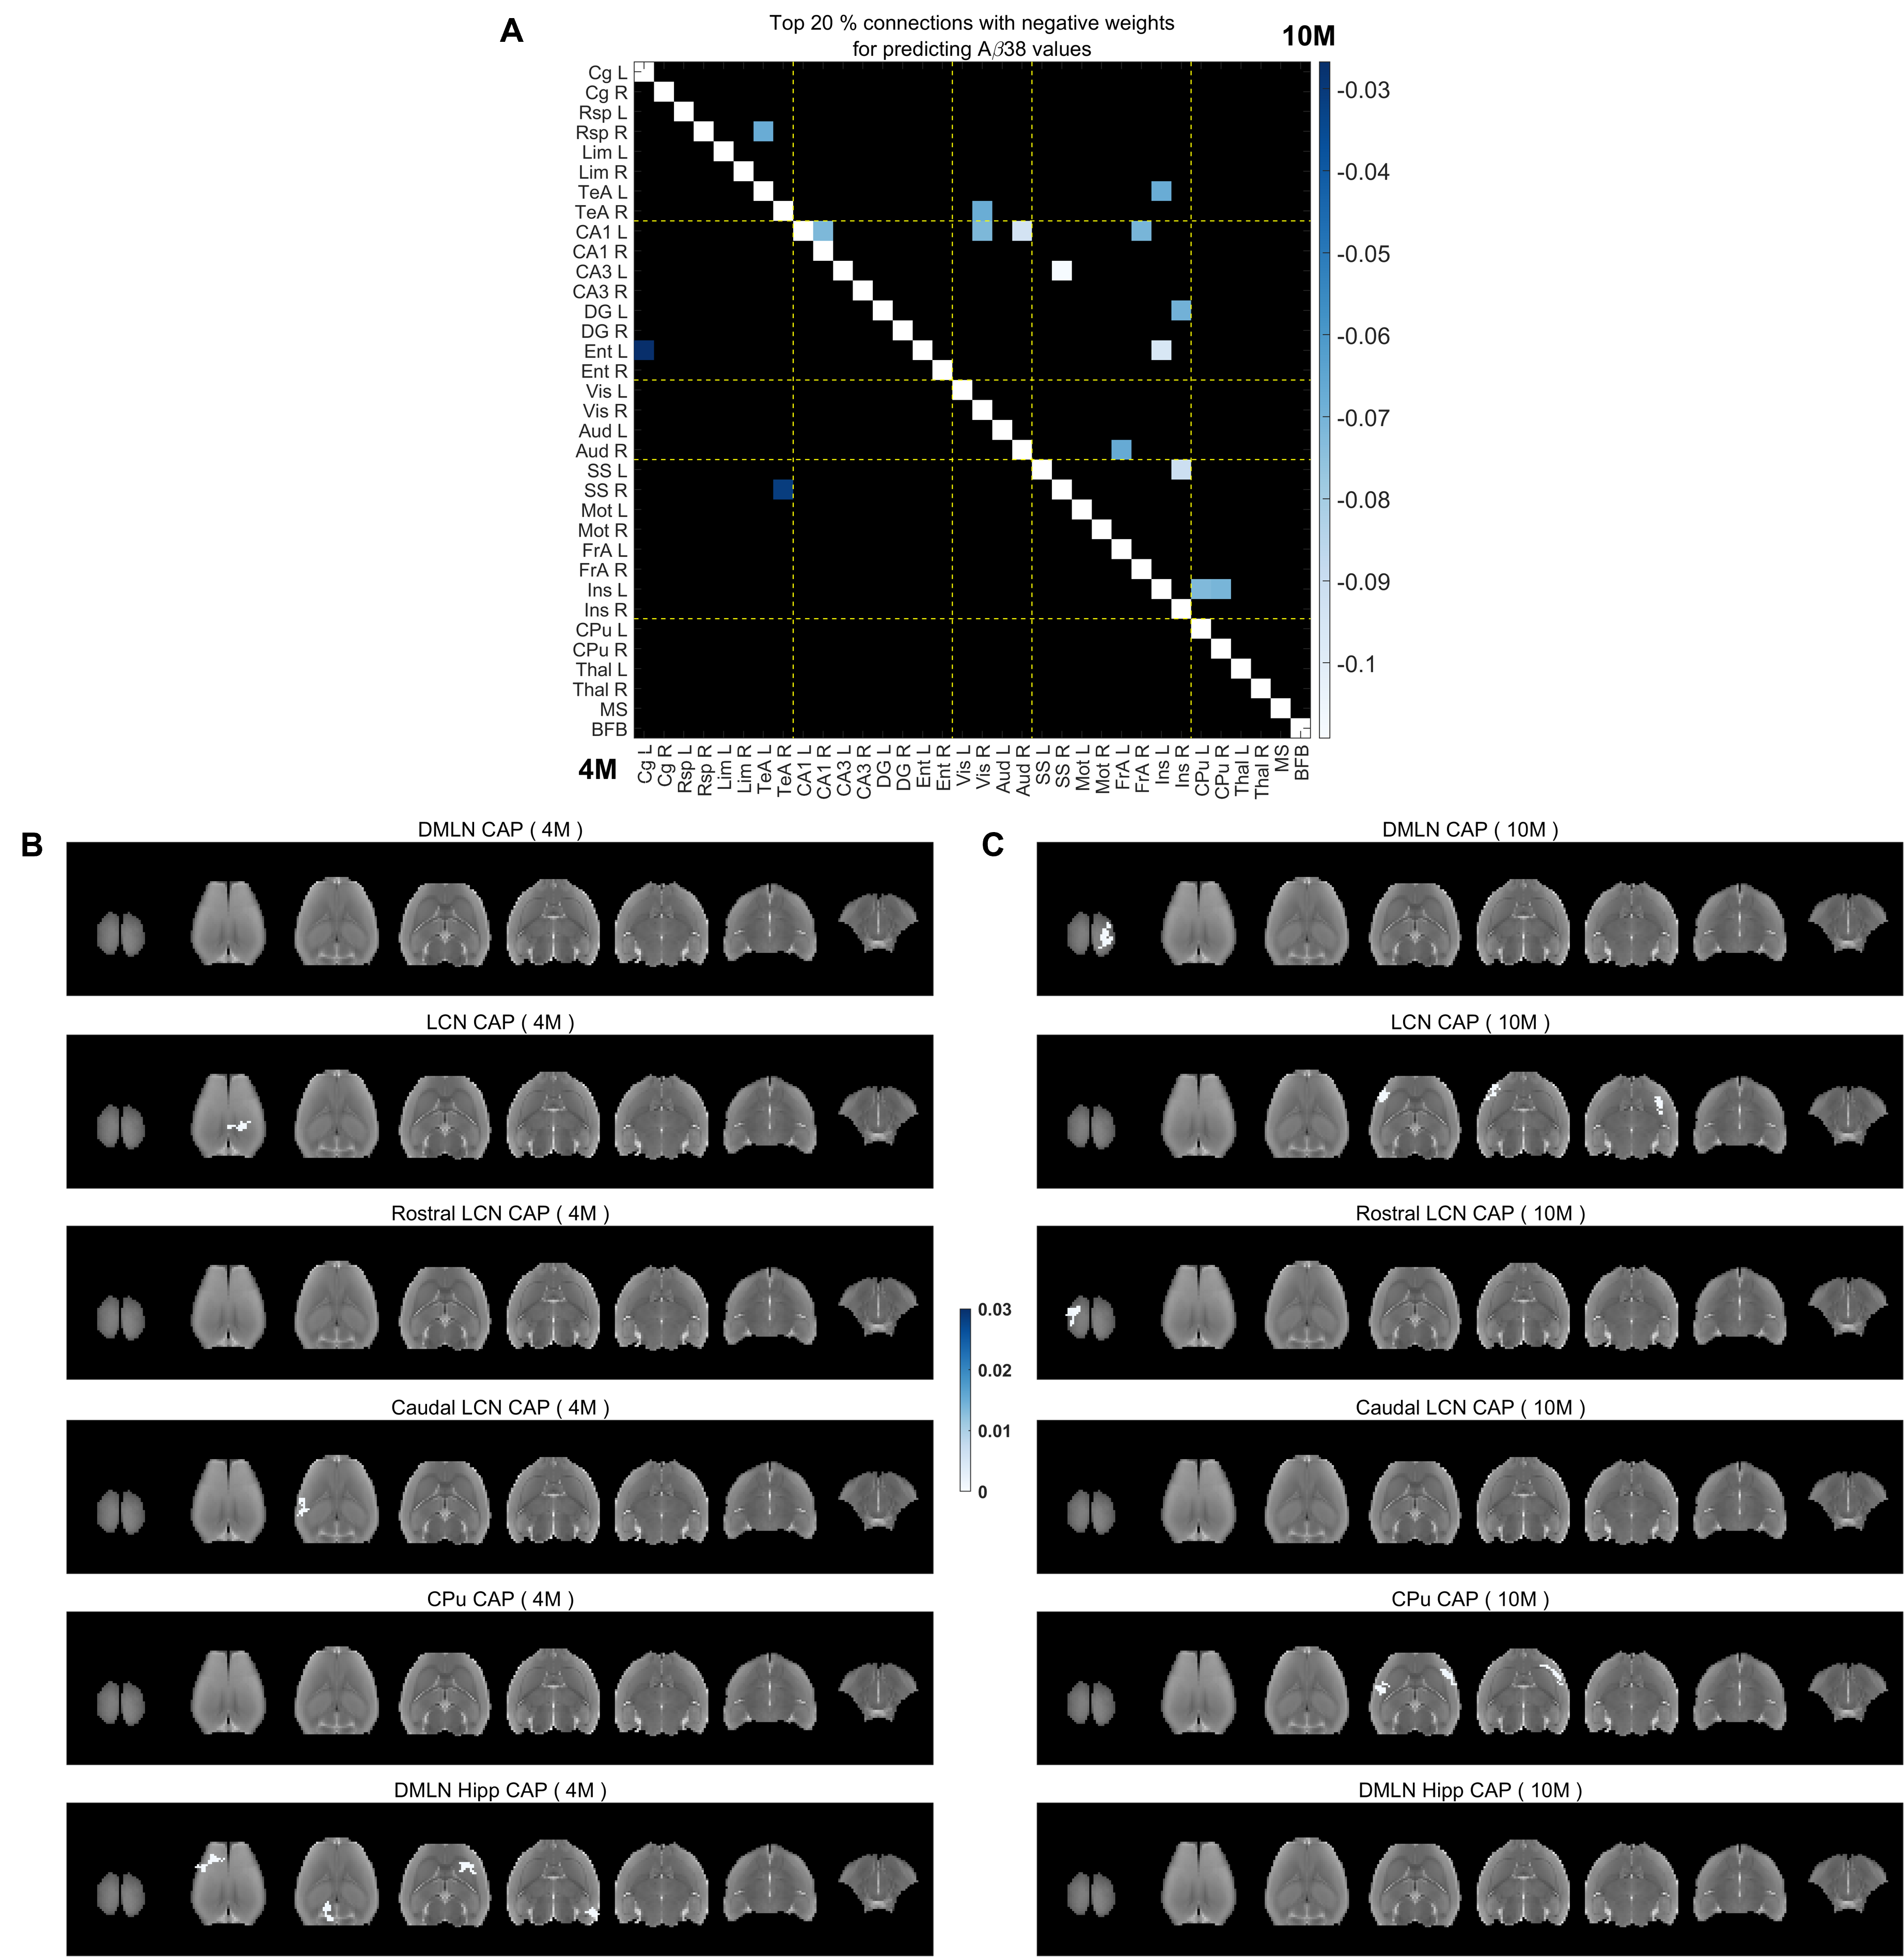 A
Top 20 % connections with negative weights
for predicting Aβ38 values
10M
Cg L
Cg R
Rsp L
Rsp R
Lim L
Lim R
TeA L
TeA R
CA1 L
CA1 R
CA3 L
CA3 R
DG L
DG R
Ent L
Ent R
Vis L
Vis R
Aud L
Aud R
SS L
SS R
Mot L
Mot R
FrA L
FrA R
Ins L
Ins R
CPu L
CPu R
Thal L
Thal R
MS
BFB
-0.03
-0.04
-0.05
-0.06
-0.07
-0.08
-0.09
-0.1
4M
Cg L
Cg R
Rsp L
Rsp R
Lim L
Lim R
TeA L
TeA R
CA1 L
CA1 R
CA3 L
CA3 R
DG L
DG R
Ent L
Ent R
Vis L
Vis R
Aud L
Aud R
SS L
SS R
Mot L
Mot R
FrA L
FrA R
Ins L
Ins R
CPu L
CPu R
Thal L
Thal R
MS
BFB
B
DMLN CAP ( 4M )
LCN CAP ( 4M )
Rostral LCN CAP ( 4M )
Caudal LCN CAP ( 4M )
CPu CAP ( 4M )
DMLN Hipp CAP ( 4M )
0.03
0.02
0.01
0
C
DMLN CAP ( 10M )
LCN CAP ( 10M )
Rostral LCN CAP ( 10M )
Caudal LCN CAP ( 10M )
CPu CAP ( 10M )
DMLN Hipp CAP ( 10M )